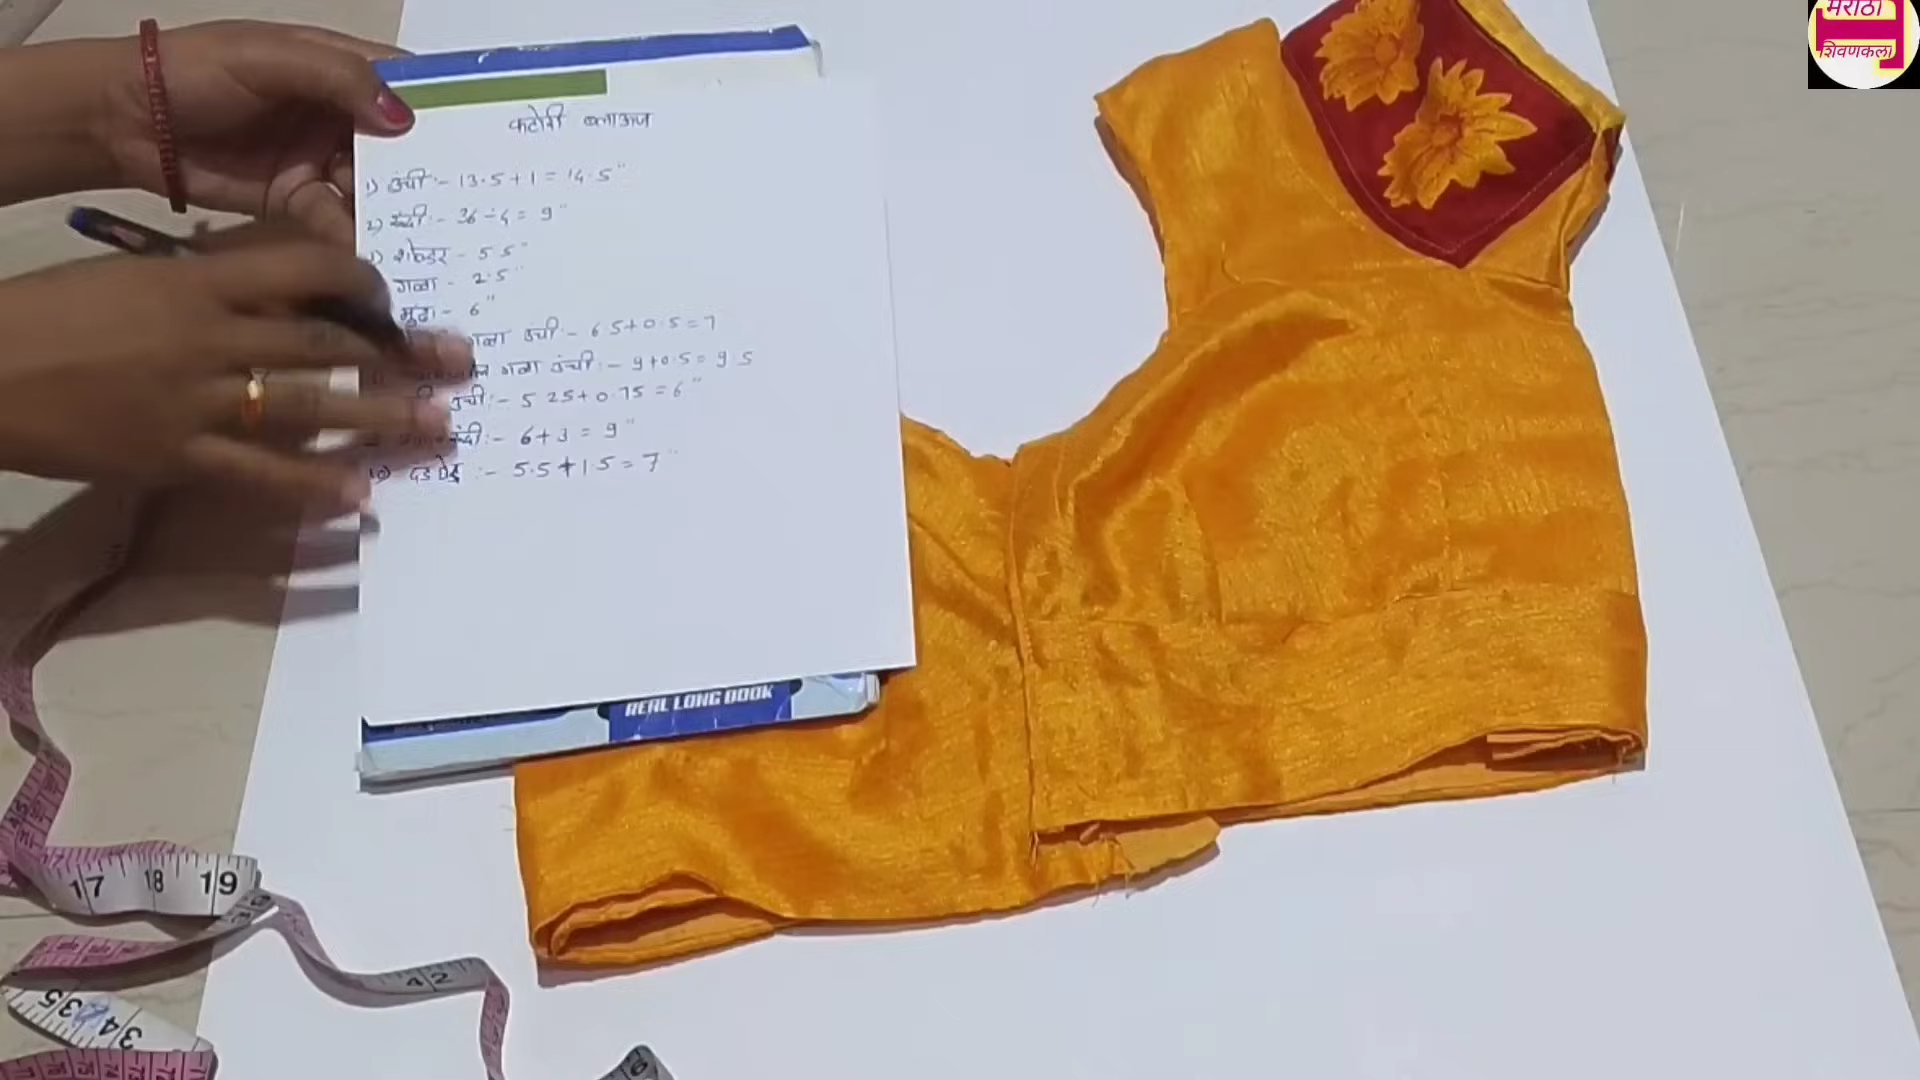 कटोरी ब्लाऊज
1) उंची:- 13.5+1=14.5"
2) रूंदी:- 36÷4= 9"
3) शोल्डर - 5.5"
गळा - 2.5"
मुंढा - 6"
गळा उंची:- 6.5+0.5=7
गळा उंची:- 9+0.5=9.5
उंची:- 5.25+0.75=6"
रूंदी:- 6+3=9"
10) :- 5.5+1.5=7"
REAL LONG BOOK
मराठी
शिवणकला
17 18 19
42
35 34